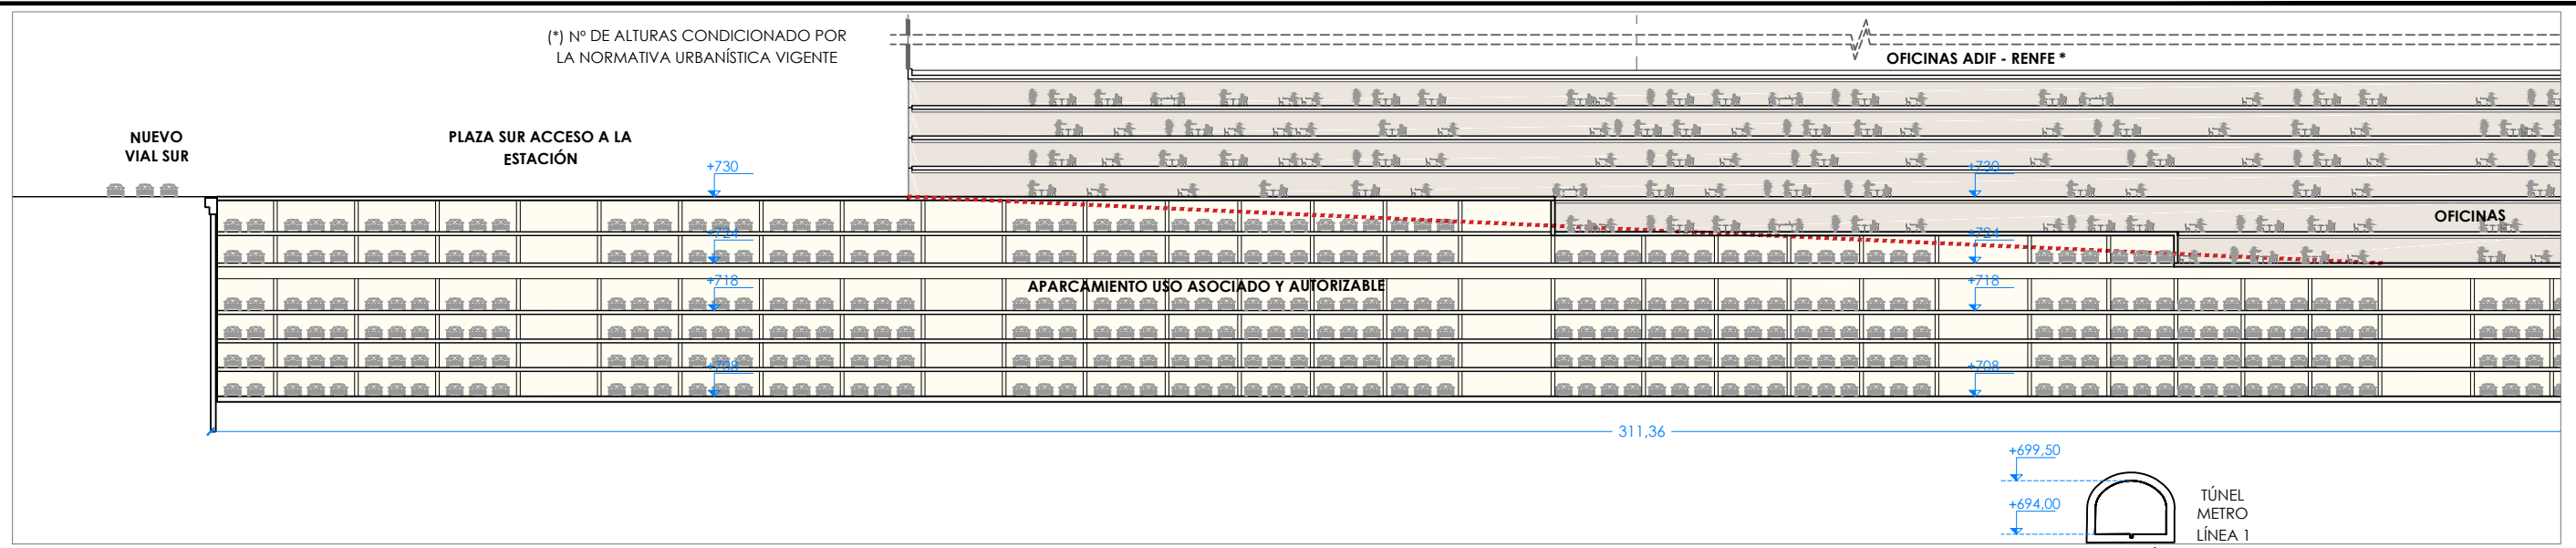 (*) Nº DE ALTURAS CONDICIONADO POR
LA NORMATIVA URBANÍSTICA VIGENTE
OFICINAS ADIF - RENFE *
NUEVO
VIAL SUR
PLAZA SUR ACCESO A LA
ESTACIÓN
+730
+730
OFICINAS
+724
+724
+718
APARCAMIENTO USO ASOCIADO Y AUTORIZABLE
+718
+708
+708
311,36
+699,50
+694,00
TÚNEL
METRO
LÍNEA 1